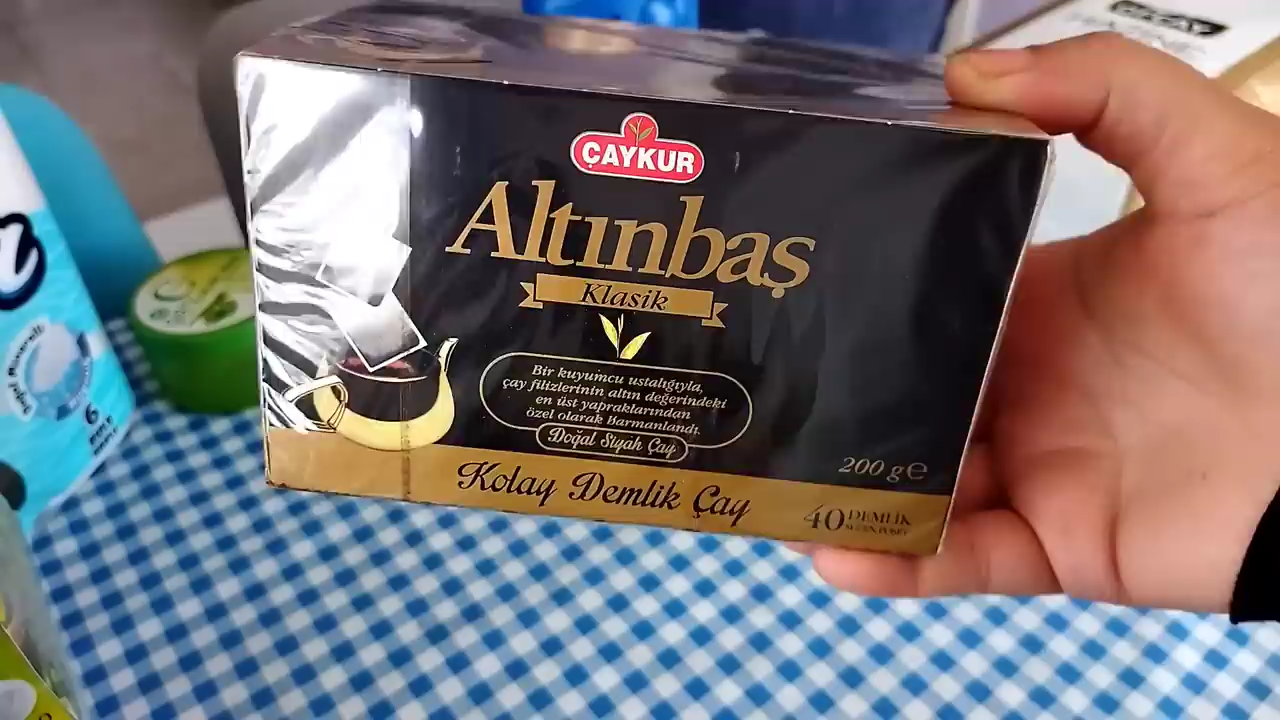 ÇAYKUR
Altınbaş
Klasik
Bir kuyumcu ustalığıyla,
çay filizlerinin altın değerindeki
en üst yapraklarından
özel olarak harmanlandı.
Doğal Siyah Çay
200 g e
Kolay Demlik Çay
40 DEMLİK
6